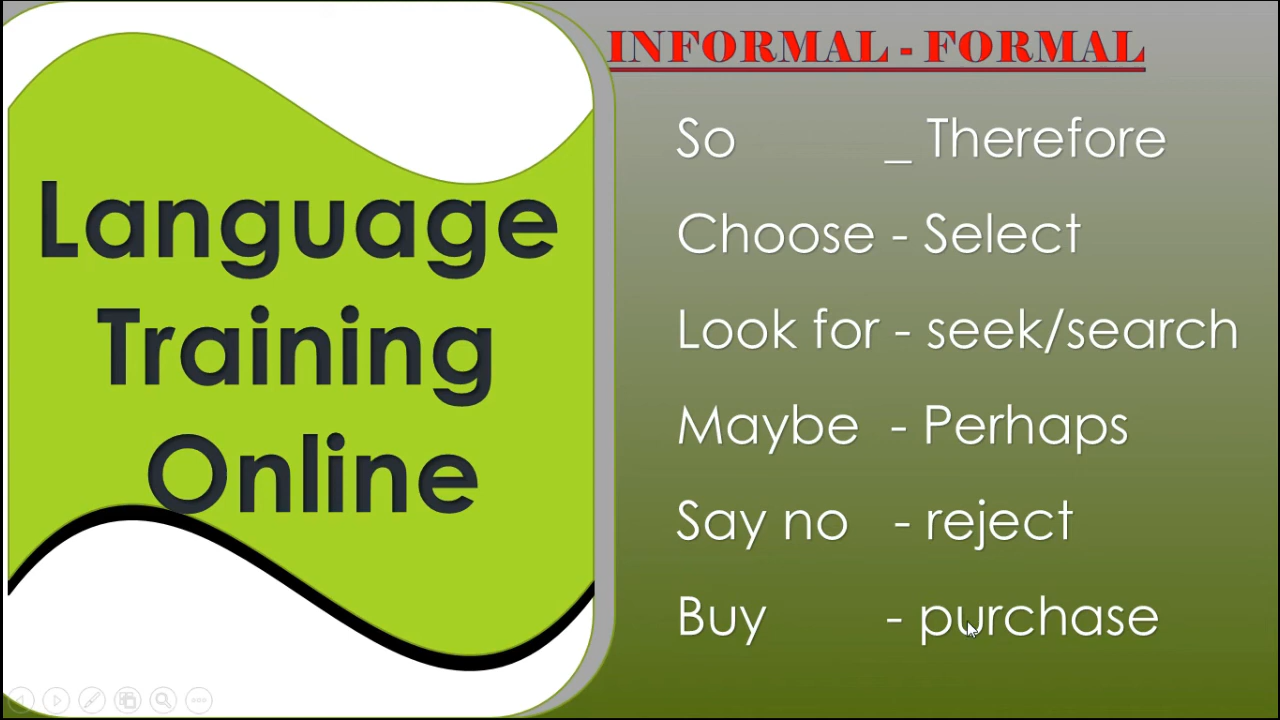 Language
Training
Online
INFORMAL - FORMAL
So _ Therefore
Choose - Select
Look for - seek/search
Maybe - Perhaps
Say no - reject
Buy - purchase